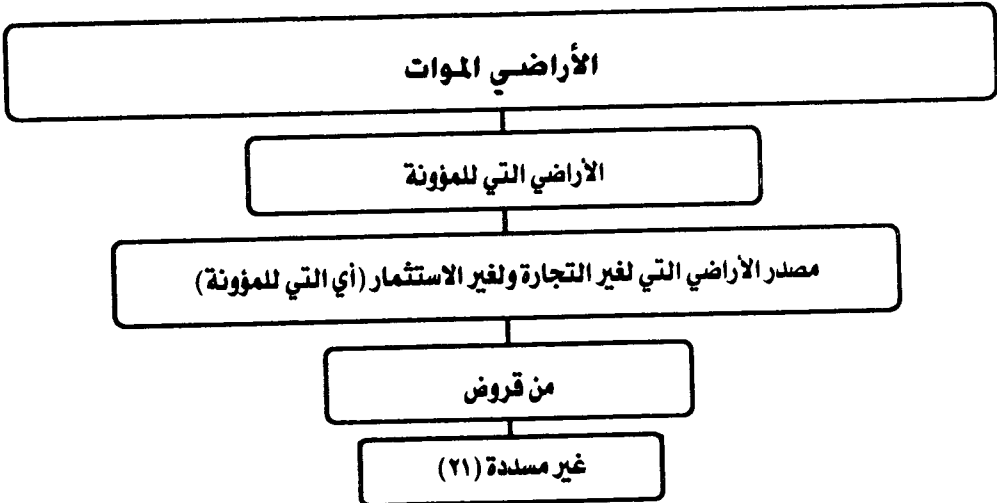 الأراضي الموات
الأراضي التي للمؤونة
مصدر الأراضي التي لغير التجارة ولغير الاستثمار (أي التي للمؤونة)
من قروض
غير مسددة (٢١)